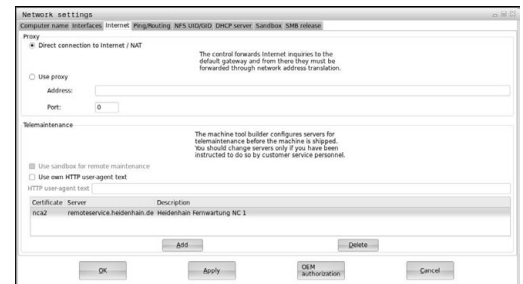 Network settings
Computer name Interfaces Internet Ping/Routing NFS UID/GID DHCP server Sandbox SMB release
Proxy
Direct connection to Internet / NAT
The control forwards Internet inquiries to the
default gateway and from there they must be
forwarded through network address translation.
Use proxy
Address:
Port: 0
Telemaintenance
The machine tool builder configures servers for
telemaintenance before the machine is shipped.
You should change servers only if you have been
instructed to do so by customer service personnel.
Use sandbox for remote maintenance
Use own HTTP user-agent text
HTTP user-agent text
Certificate Server Description
nca2 remoteservice.heidenhain.de Heidenhain Fernwartung NC 1
Add Delete
OK Apply OEM authorization Cancel